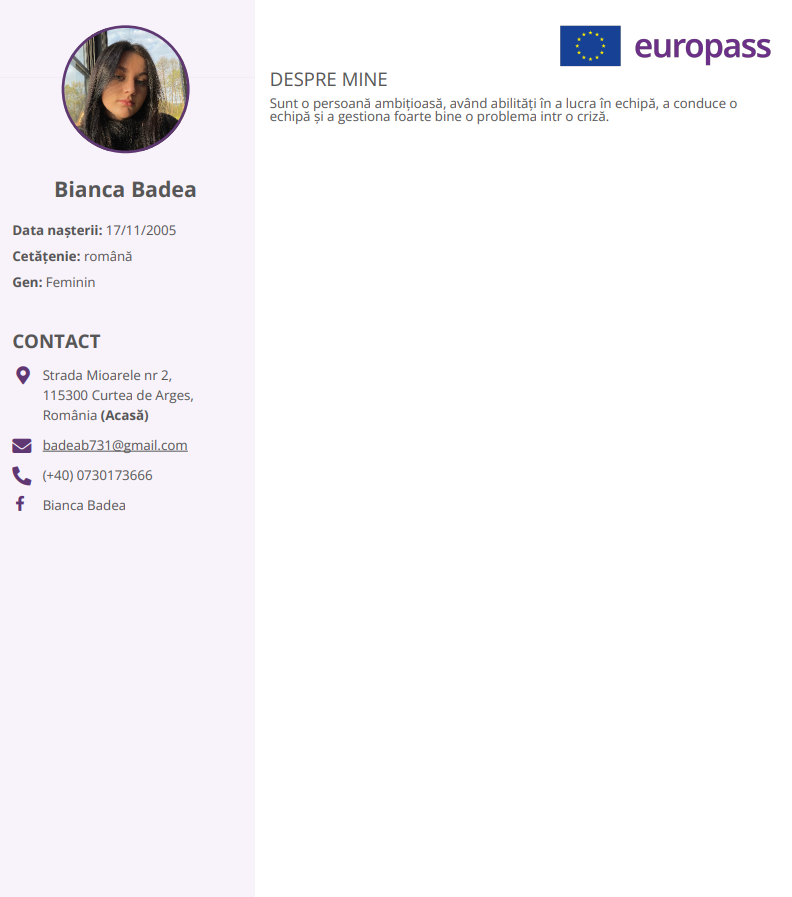 europass
DESPRE MINE
Sunt o persoană ambițioasă, având abilități în a lucra în echipă, a conduce o
echipă și a gestiona foarte bine o problema intr o criză.
Bianca Badea
Data nașterii: 17/11/2005
Cetățenie: română
Gen: Feminin
CONTACT
Strada Mioarele nr 2,
115300 Curtea de Arges,
România (Acasă)
badeab731@gmail.com
(+40) 0730173666
Bianca Badea